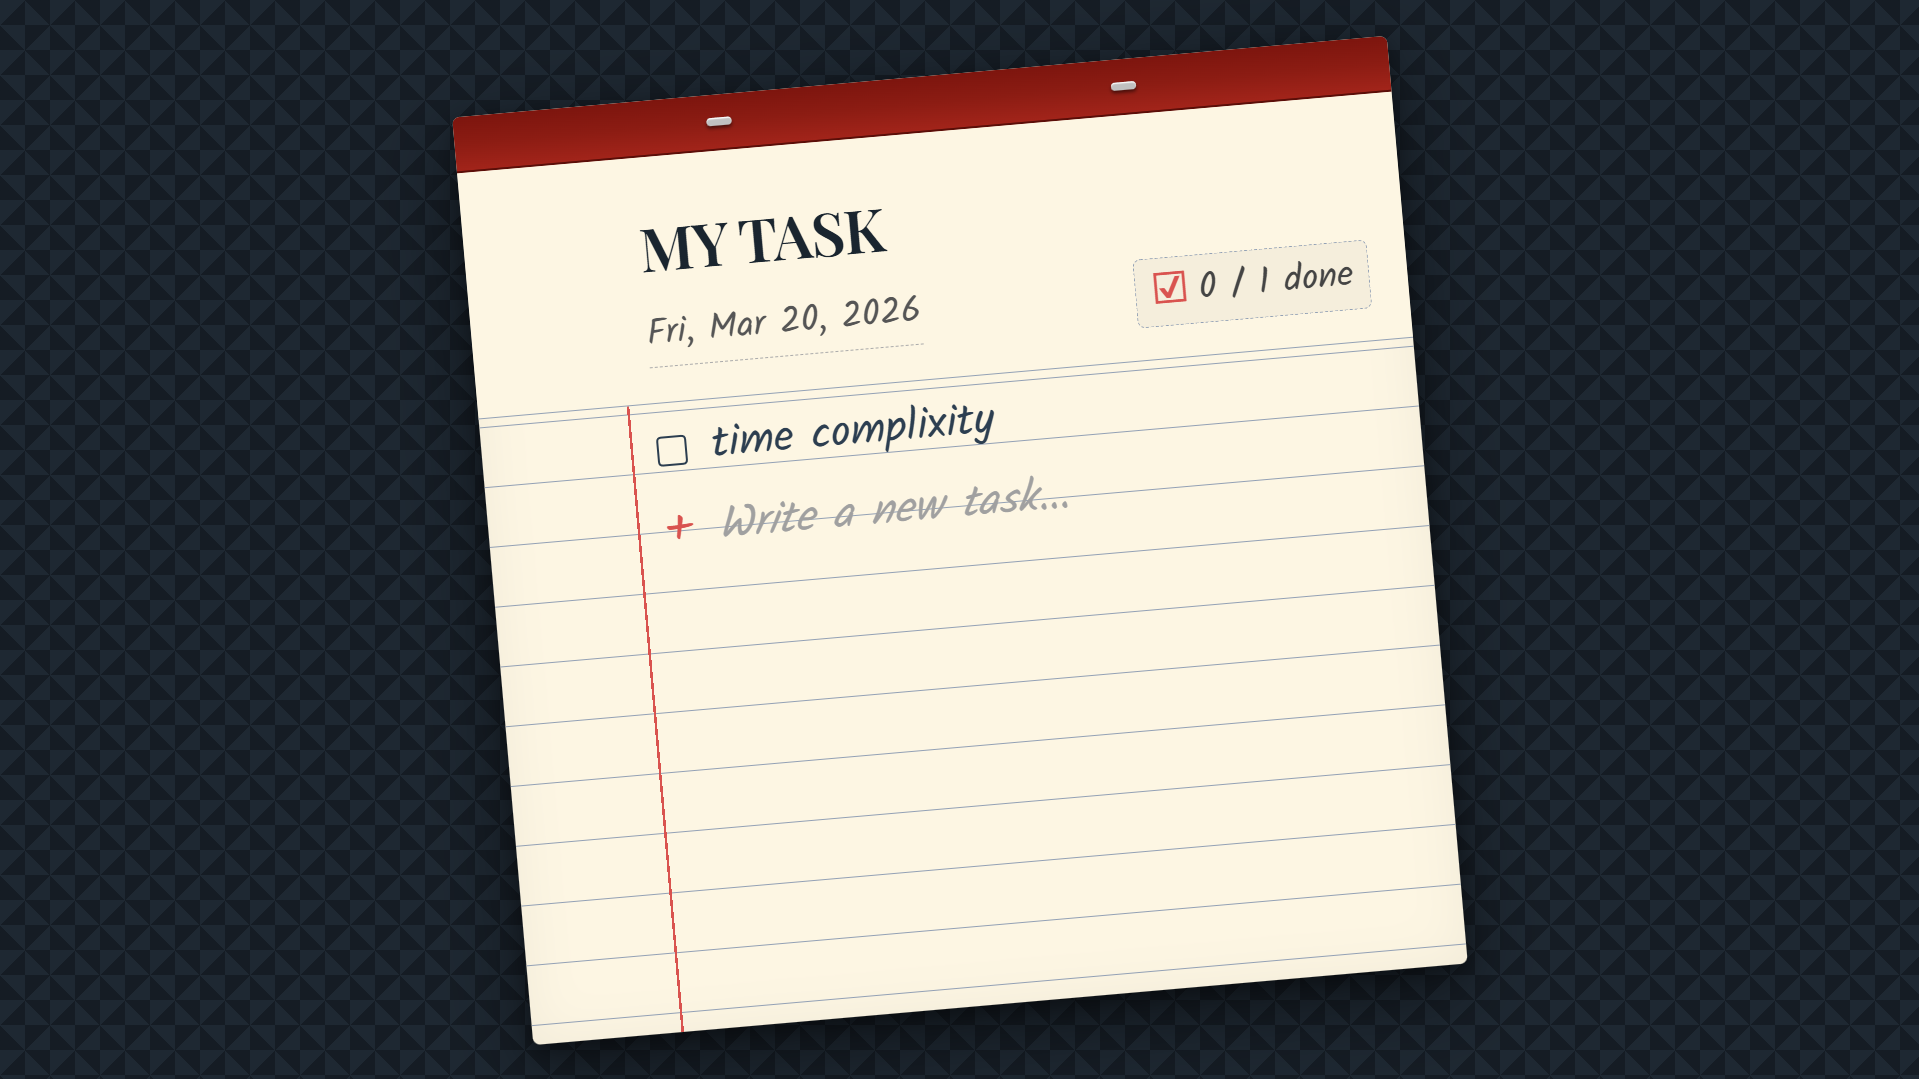 MY TASK
Fri, Mar 20, 2026
0 / 1 done
time complixity
+ Write a new task...